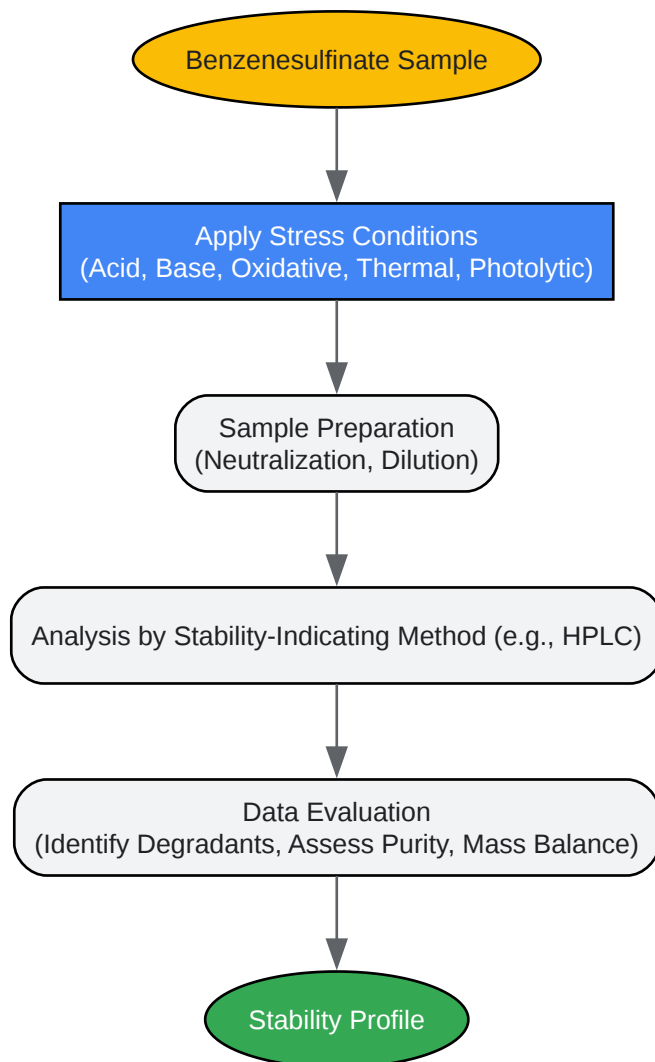 Benzenesulfinate Sample
Apply Stress Conditions
(Acid, Base, Oxidative, Thermal, Photolytic)
Sample Preparation
(Neutralization, Dilution)
Analysis by Stability-Indicating Method (e.g., HPLC)
Data Evaluation
(Identify Degradants, Assess Purity, Mass Balance)
Stability Profile